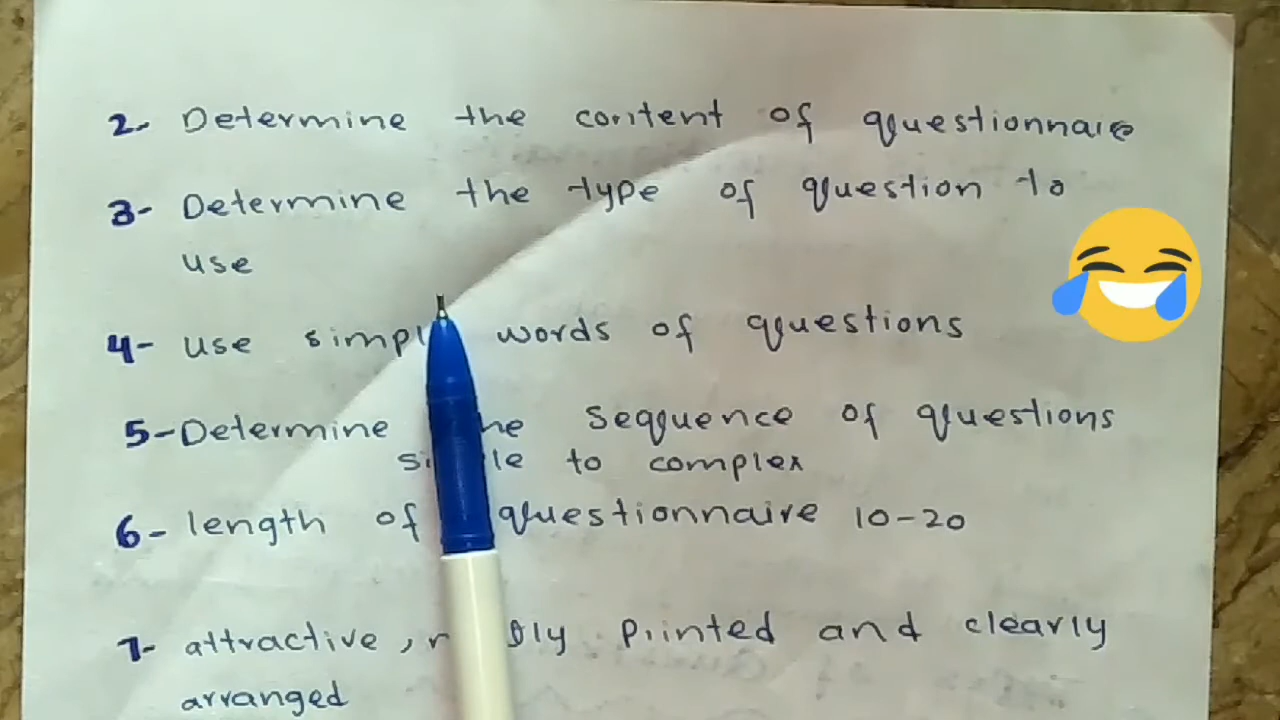 2- Determine the content of questionnaire
3- Determine the type of question to
use
4- use simpl words of questions
5- Determine the sequence of questions
to complex
6- length of questionnaire 10-20
7- attractive, printed and clearly
arranged